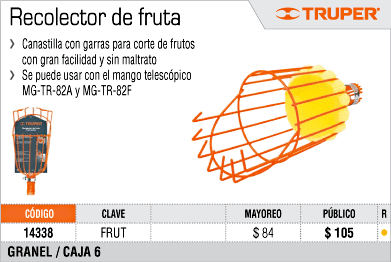 Recolector de fruta
TRUPER
Canastilla con garras para corte de frutos
con gran facilidad y sin maltrato
Se puede usar con el mango telescópico
MG-TR-82A y MG-TR-82F
TRUPER
CÓDIGO CLAVE MAYOREO PÚBLICO R
14338 FRUT $ 84 $ 105
GRANEL / CAJA 6